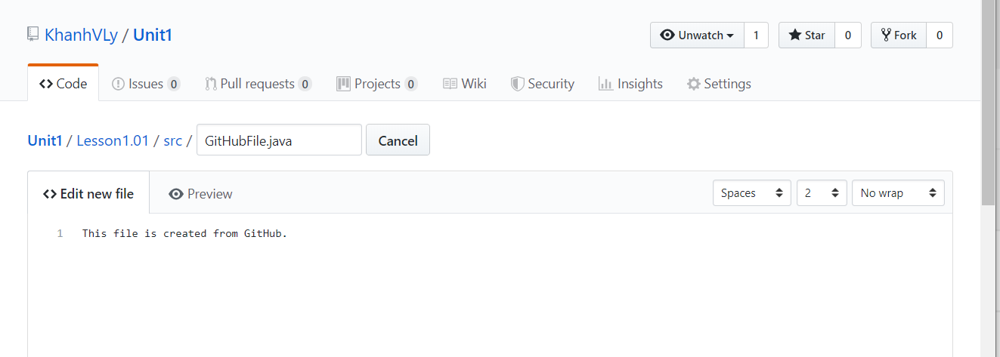 KhanhVLy / Unit1
Unwatch 1 Star 0 Fork 0
Code Issues 0 Pull requests 0 Projects 0 Wiki Security Insights Settings
Unit1 / Lesson1.01 / src / GitHubFile.java Cancel
<> Edit new file Preview Spaces 2 No wrap
1 This file is created from GitHub.